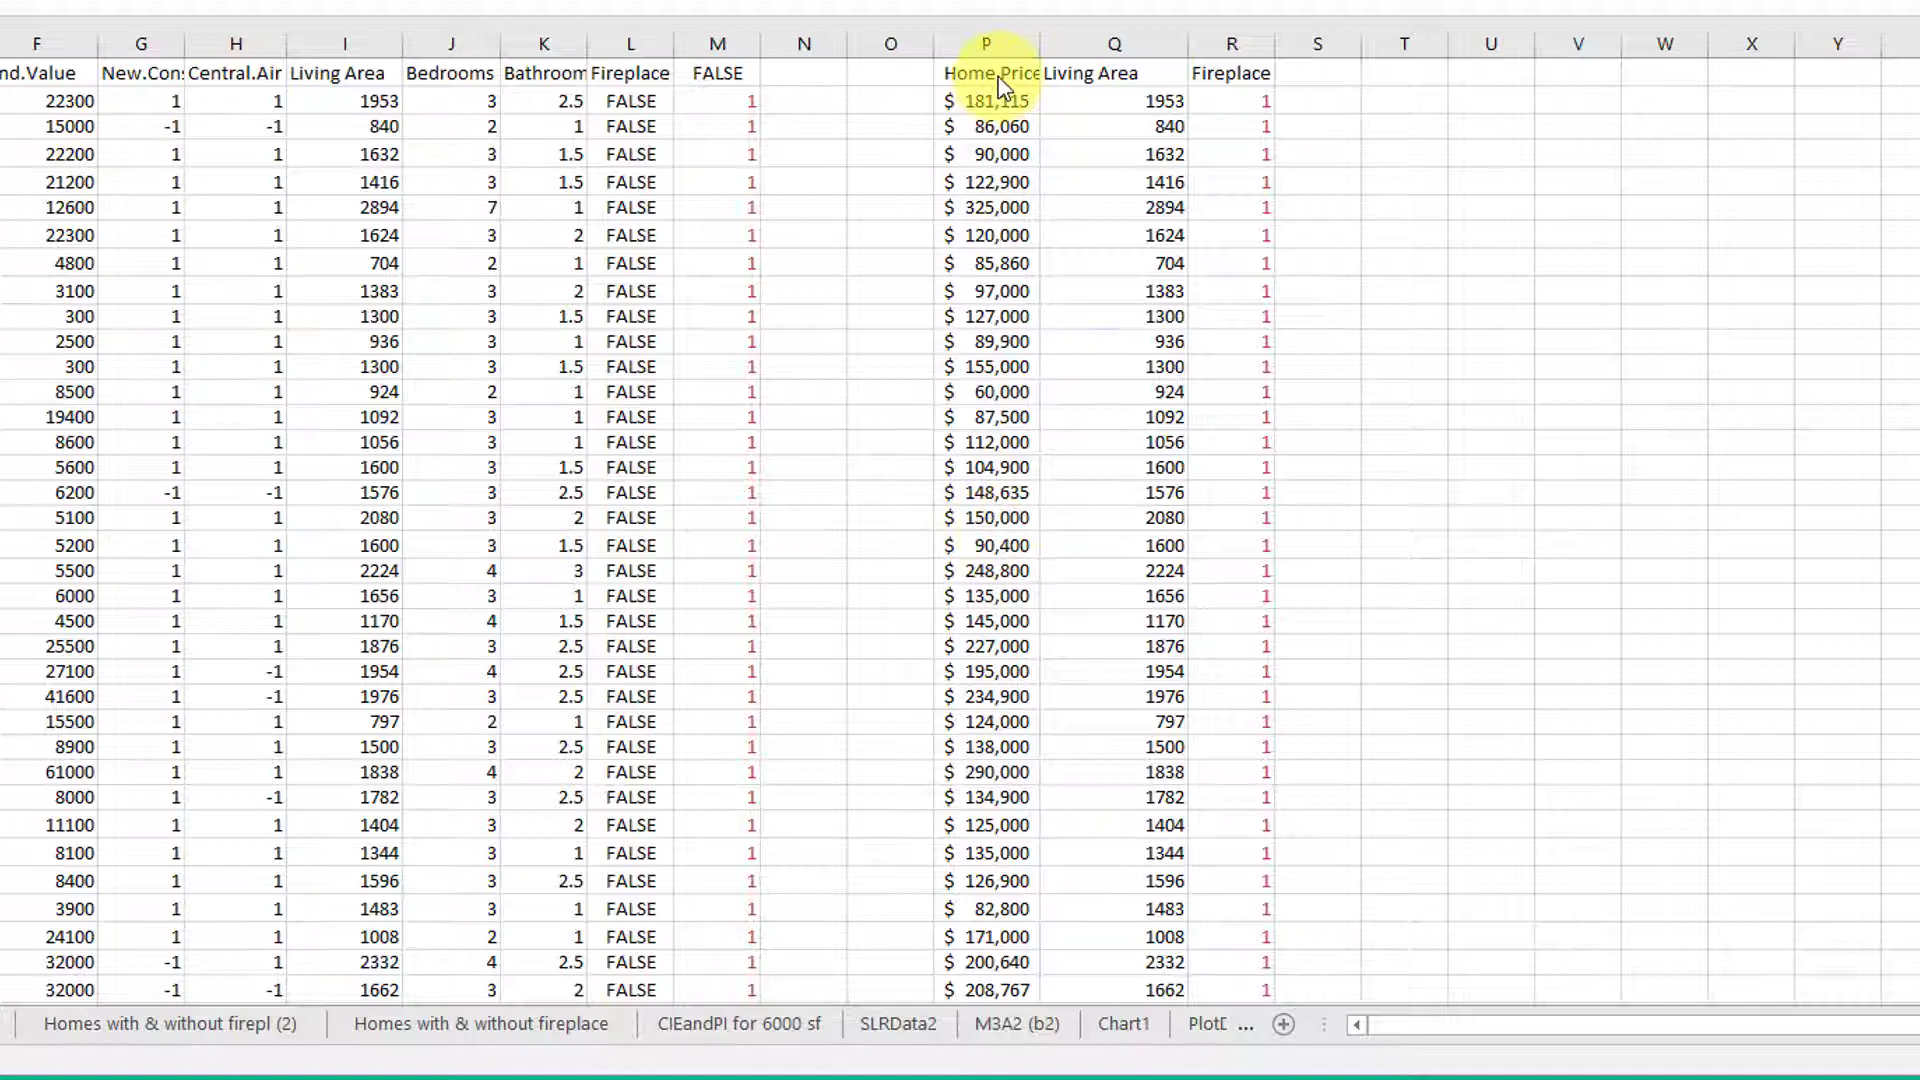 F G H I J K L M N O P Q R S T U V W X Y
nd.Value New.Con: Central.Air Living Area Bedrooms Bathroom Fireplace FALSE Home.Price Living Area Fireplace
22300 1 1 1953 3 2.5 FALSE 1 $ 181,115 1953 1
15000 -1 -1 840 2 1 FALSE 1 $ 86,060 840 1
22200 1 1 1632 3 1.5 FALSE 1 $ 90,000 1632 1
21200 1 1 1416 3 1.5 FALSE 1 $ 122,900 1416 1
12600 1 1 2894 7 1 FALSE 1 $ 325,000 2894 1
22300 1 1 1624 3 2 FALSE 1 $ 120,000 1624 1
4800 1 1 704 2 1 FALSE 1 $ 85,860 704 1
3100 1 1 1383 3 2 FALSE 1 $ 97,000 1383 1
300 1 1 1300 3 1.5 FALSE 1 $ 127,000 1300 1
2500 1 1 936 3 1 FALSE 1 $ 89,900 936 1
300 1 1 1300 3 1.5 FALSE 1 $ 155,000 1300 1
8500 1 1 924 2 1 FALSE 1 $ 60,000 924 1
19400 1 1 1092 3 1 FALSE 1 $ 87,500 1092 1
8600 1 1 1056 3 1 FALSE 1 $ 112,000 1056 1
5600 1 1 1600 3 1.5 FALSE 1 $ 104,900 1600 1
6200 -1 -1 1576 3 2.5 FALSE 1 $ 148,635 1576 1
5100 1 1 2080 3 2 FALSE 1 $ 150,000 2080 1
5200 1 1 1600 3 1.5 FALSE 1 $ 90,400 1600 1
5500 1 1 2224 4 3 FALSE 1 $ 248,800 2224 1
6000 1 1 1656 3 1 FALSE 1 $ 135,000 1656 1
4500 1 1 1170 4 1.5 FALSE 1 $ 145,000 1170 1
25500 1 1 1876 3 2.5 FALSE 1 $ 227,000 1876 1
27100 1 -1 1954 4 2.5 FALSE 1 $ 195,000 1954 1
41600 1 -1 1976 3 2.5 FALSE 1 $ 234,900 1976 1
15500 1 1 797 2 1 FALSE 1 $ 124,000 797 1
8900 1 1 1500 3 2.5 FALSE 1 $ 138,000 1500 1
61000 1 1 1838 4 2 FALSE 1 $ 290,000 1838 1
8000 1 -1 1782 3 2.5 FALSE 1 $ 134,900 1782 1
11100 1 1 1404 3 2 FALSE 1 $ 125,000 1404 1
8100 1 1 1344 3 1 FALSE 1 $ 135,000 1344 1
8400 1 1 1596 3 2.5 FALSE 1 $ 126,900 1596 1
3900 1 1 1483 3 1 FALSE 1 $ 82,800 1483 1
24100 1 1 1008 2 1 FALSE 1 $ 171,000 1008 1
32000 -1 1 2332 4 2.5 FALSE 1 $ 200,640 2332 1
32000 -1 -1 1662 3 2 FALSE 1 $ 208,767 1662 1
Homes with & without firepl (2) Homes with & without fireplace CIEandPI for 6000 sf SLRData2 M3A2 (b2) Chart1 PlotD ...